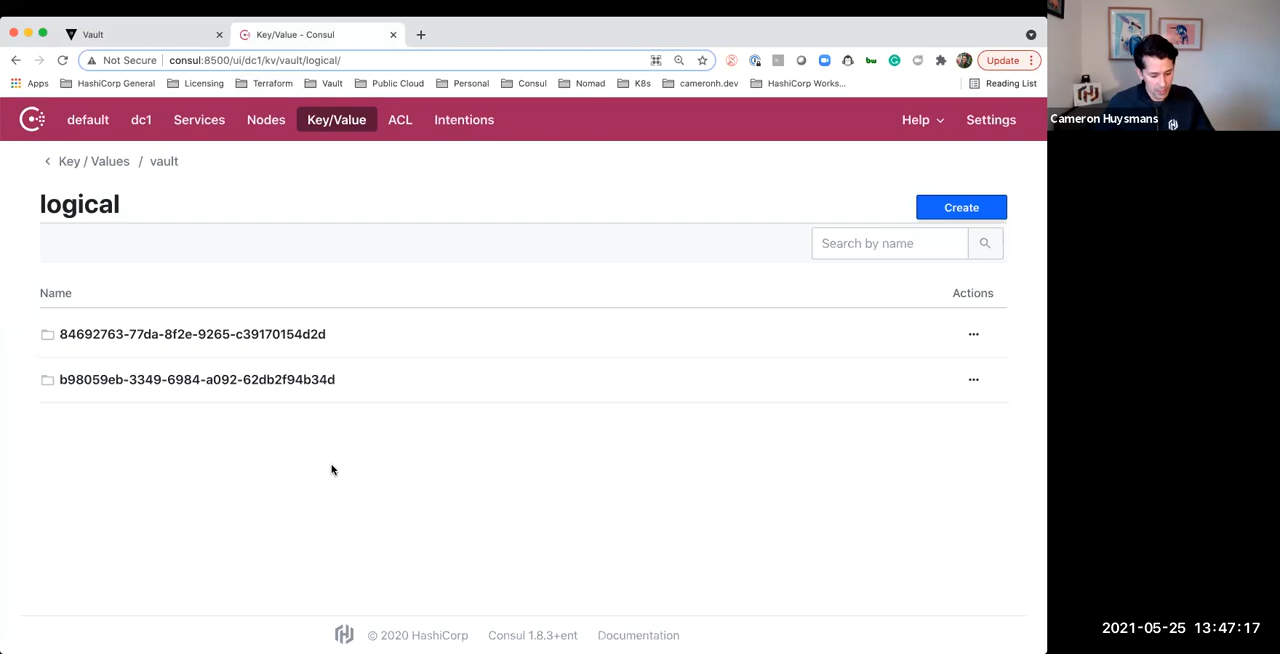 Vault
Key/Value - Consul
Not Secure
consul:8500/ui/dc1/kv/vault/logical/
Update
Apps
HashiCorp General
Licensing
Terraform
Vault
Public Cloud
Personal
Consul
Nomad
K8s
cameronh.dev
HashiCorp Works...
Reading List
default
dc1
Services
Nodes
Key/Value
ACL
Intentions
Help
Settings
Key / Values / vault
logical
Create
Search by name
Name
Actions
84692763-77da-8f2e-9265-c39170154d2d
b98059eb-3349-6984-a092-62db2f94b34d
© 2020 HashiCorp
Consul 1.8.3+ent
Documentation
Cameron Huysmans
2021-05-25 13:47:17